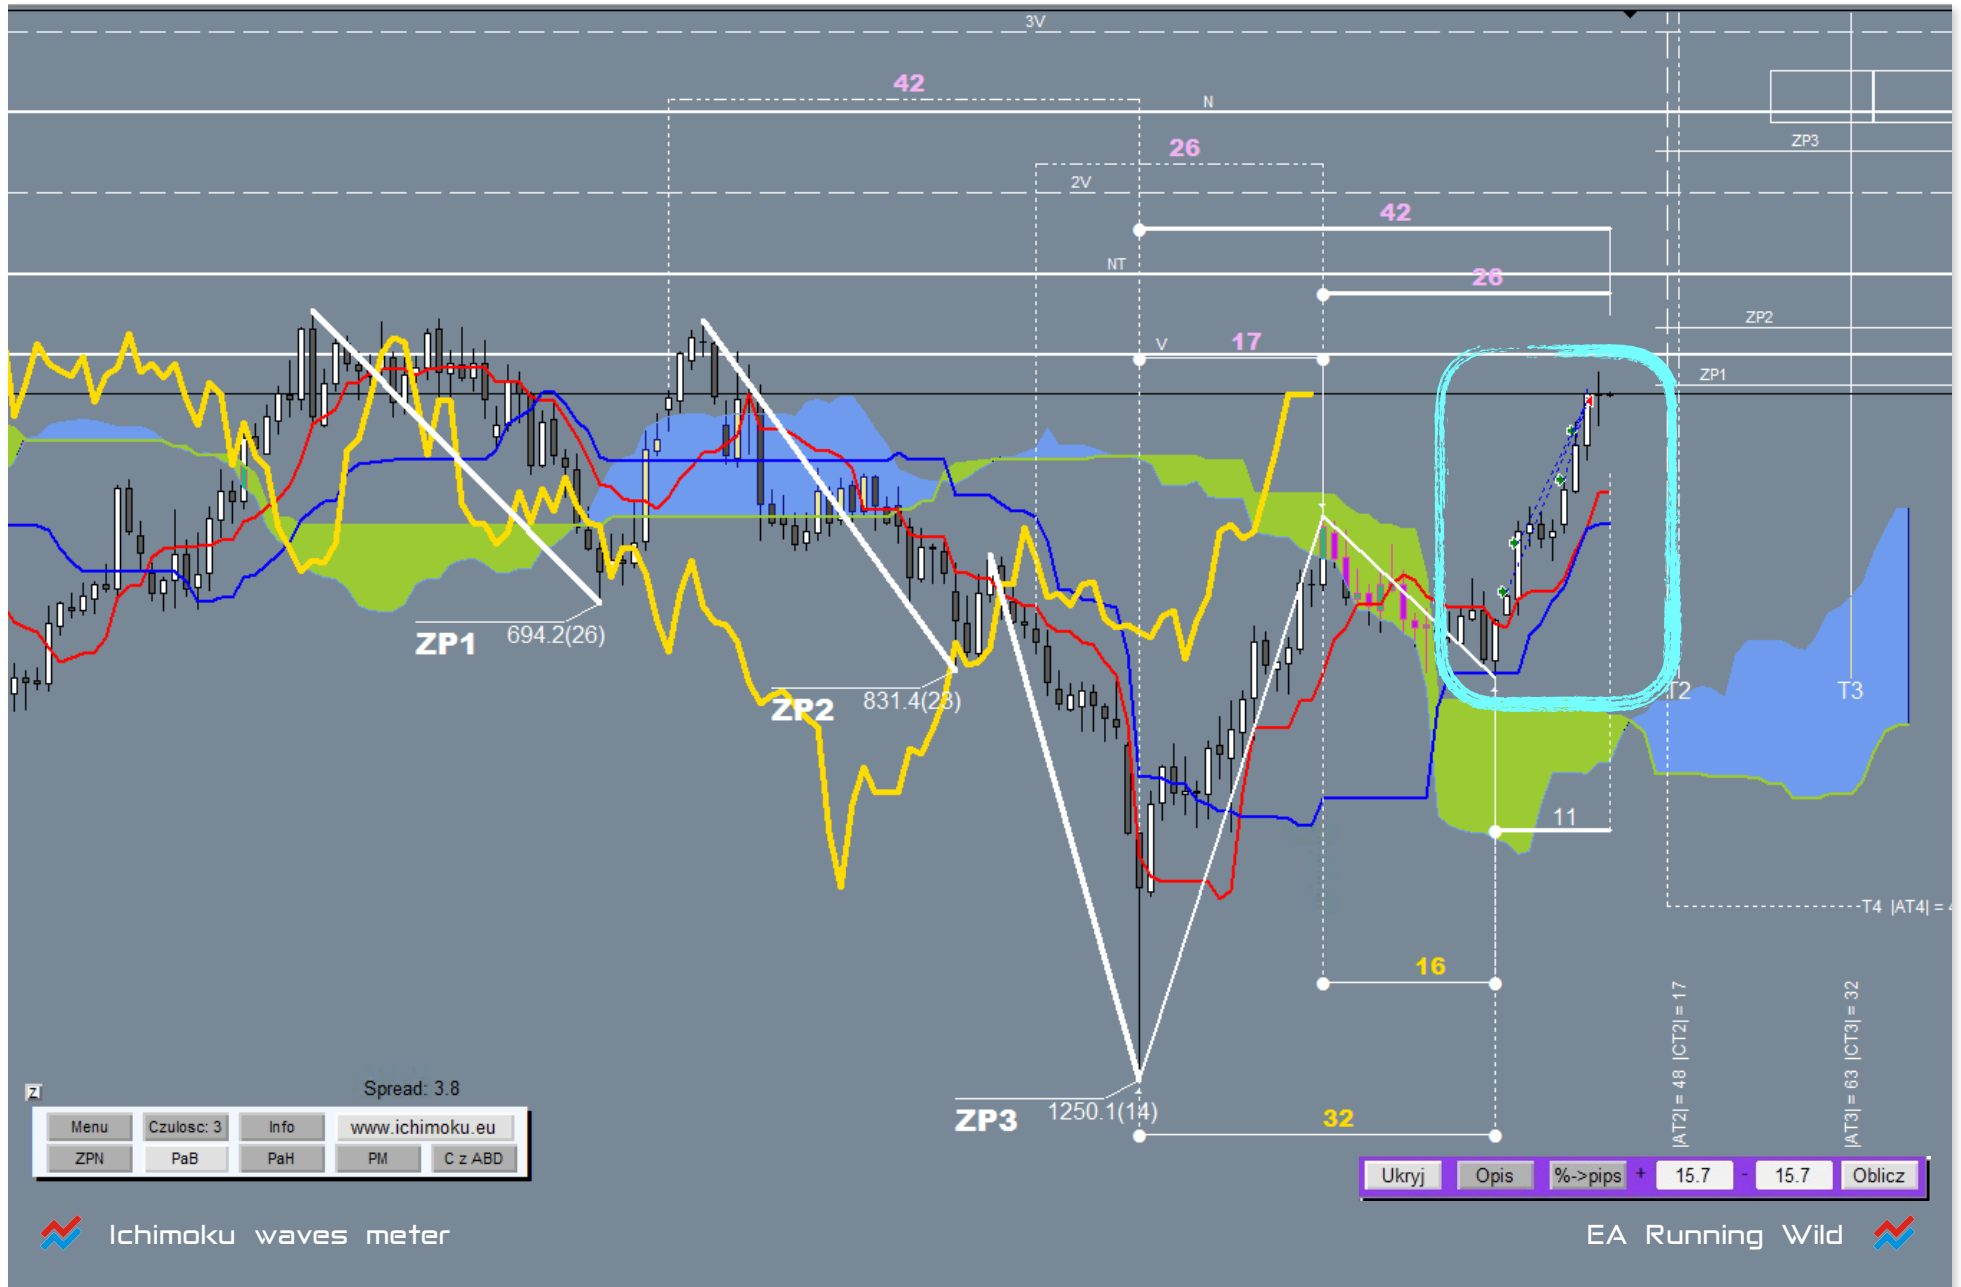 3V
42
N
ZP3
26
2V
42
NT
26
ZP2
V
17
ZP1
ZP1
694.2(26)
ZP2
831.4(23)
T2
T3
11
T4 |AT4| =
16
|AT2| = 48 |CT2| = 17
|AT3| = 63 |CT3| = 32
ZP3
1250.1(14)
32
Z
Spread: 3.8
Menu
Czulosc: 3
Info
www.ichimoku.eu
ZPN
PaB
PaH
PM
C z ABD
Ukryj
Opis
%->pips
+
15.7
-
15.7
Oblicz
Ichimoku waves meter
EA Running Wild